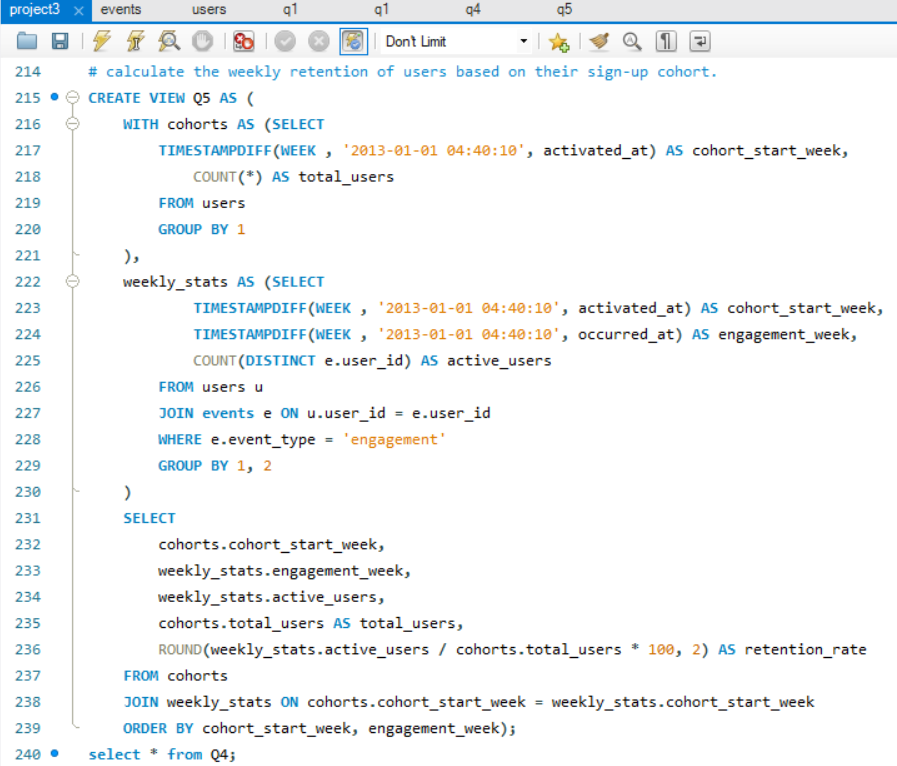 project3 × events users q1 q1 q4 q5
Don't Limit
214 # calculate the weekly retention of users based on their sign-up cohort.
215 CREATE VIEW Q5 AS (
216 WITH cohorts AS (SELECT
217 TIMESTAMPDIFF(WEEK , '2013-01-01 04:40:10', activated_at) AS cohort_start_week,
218 COUNT(*) AS total_users
219 FROM users
220 GROUP BY 1
221 ),
222 weekly_stats AS (SELECT
223 TIMESTAMPDIFF(WEEK , '2013-01-01 04:40:10', activated_at) AS cohort_start_week,
224 TIMESTAMPDIFF(WEEK , '2013-01-01 04:40:10', occurred_at) AS engagement_week,
225 COUNT(DISTINCT e.user_id) AS active_users
226 FROM users u
227 JOIN events e ON u.user_id = e.user_id
228 WHERE e.event_type = 'engagement'
229 GROUP BY 1, 2
230 )
231 SELECT
232 cohorts.cohort_start_week,
233 weekly_stats.engagement_week,
234 weekly_stats.active_users,
235 cohorts.total_users AS total_users,
236 ROUND(weekly_stats.active_users / cohorts.total_users * 100, 2) AS retention_rate
237 FROM cohorts
238 JOIN weekly_stats ON cohorts.cohort_start_week = weekly_stats.cohort_start_week
239 ORDER BY cohort_start_week, engagement_week);
240 select * from Q4;